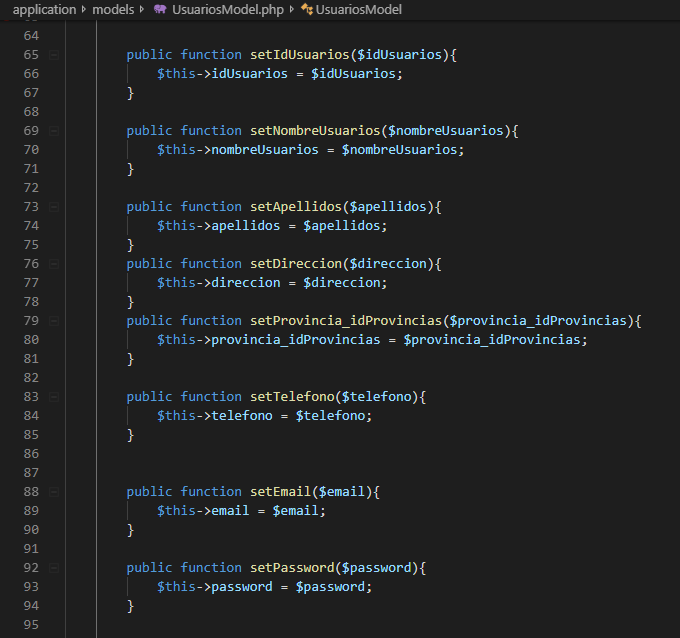 application models UsuariosModel.php UsuariosModel
64
65 public function setIdUsuarios($idUsuarios){
66 $this->idUsuarios = $idUsuarios;
67 }
68
69 public function setNombreUsuarios($nombreUsuarios){
70 $this->nombreUsuarios = $nombreUsuarios;
71 }
72
73 public function setApellidos($apellidos){
74 $this->apellidos = $apellidos;
75 }
76 public function setDireccion($direccion){
77 $this->direccion = $direccion;
78 }
79 public function setProvincia_idProvincias($provincia_idProvincias){
80 $this->provincia_idProvincias = $provincia_idProvincias;
81 }
82
83 public function setTelefono($telefono){
84 $this->telefono = $telefono;
85 }
86
87
88 public function setEmail($email){
89 $this->email = $email;
90 }
91
92 public function setPassword($password){
93 $this->password = $password;
94 }
95